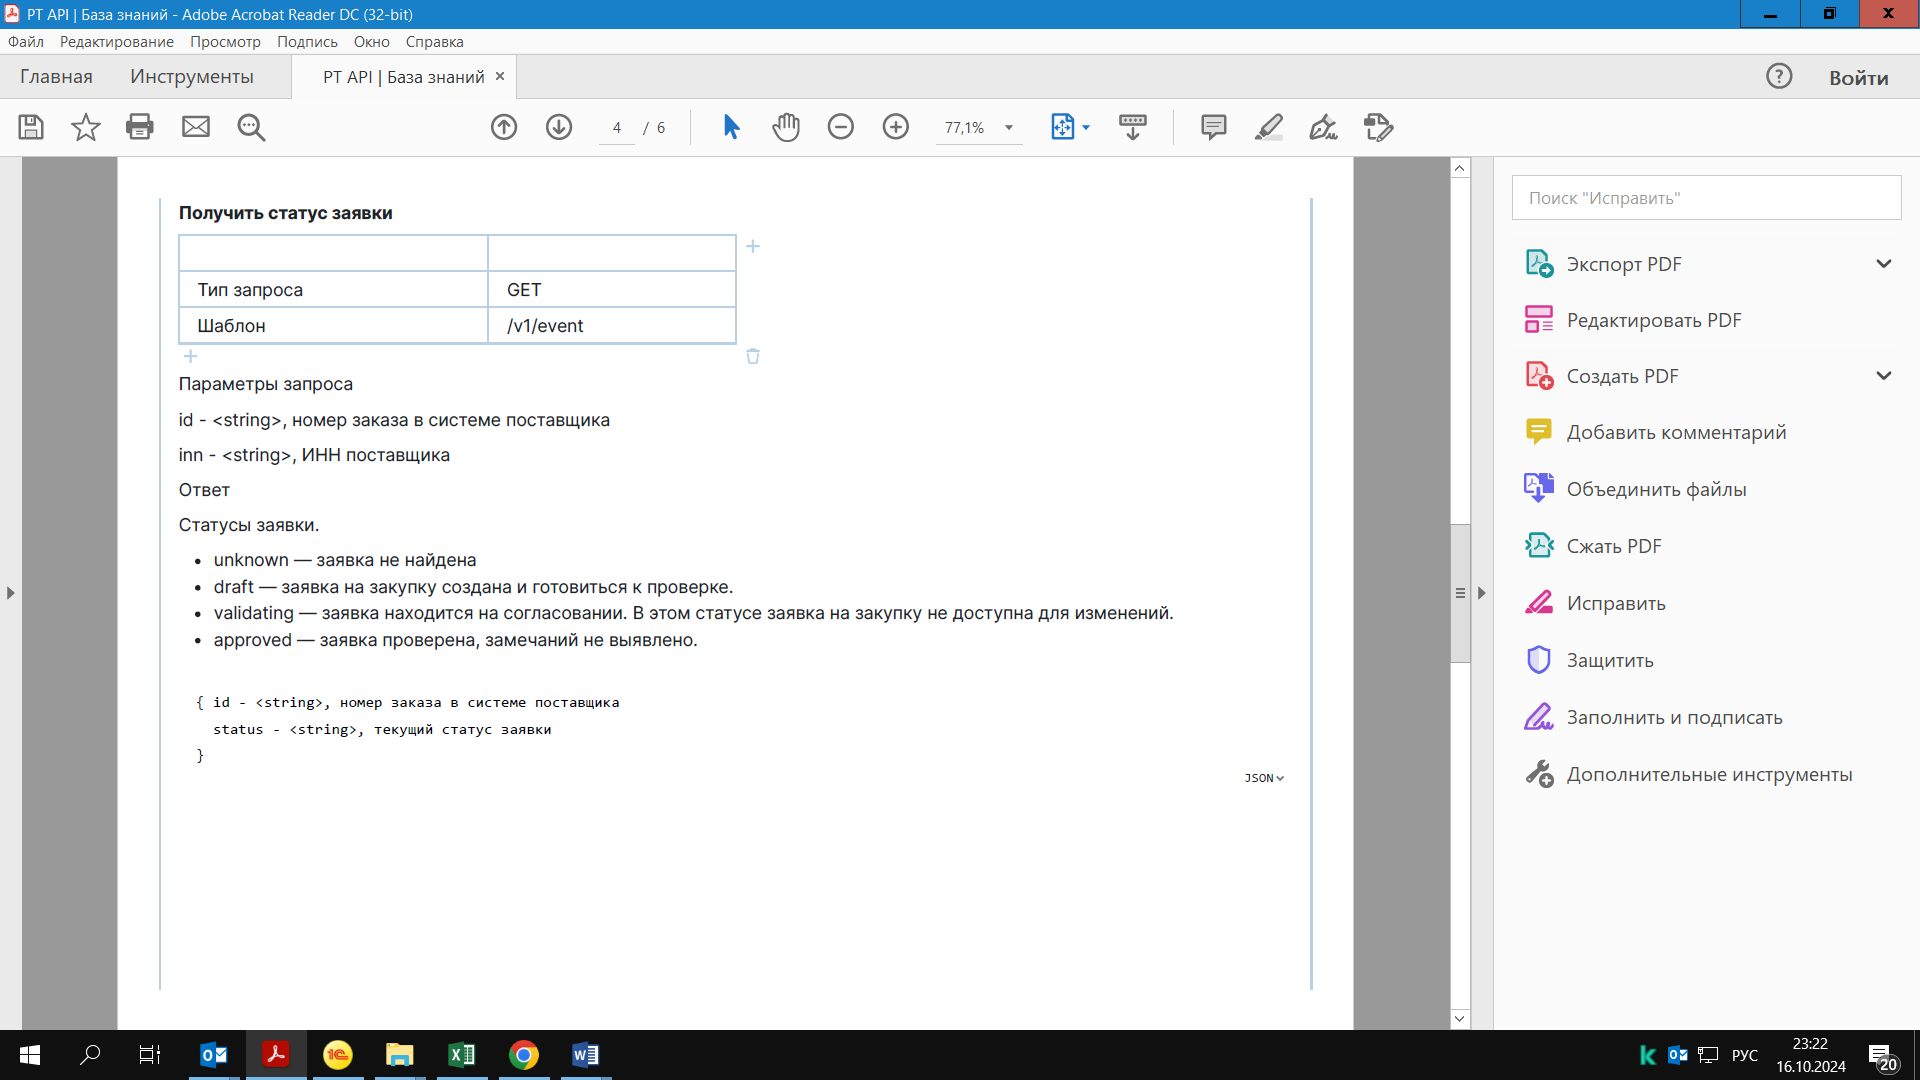 PT API | База знаний - Adobe Acrobat Reader DC (32-bit)
Файл Редактирование Просмотр Подпись Окно Справка
Главная Инструменты PT API | База знаний × ? Войти
4 / 6 77,1%
Получить статус заявки
Тип запроса GET
Шаблон /v1/event
Параметры запроса
id - <string>, номер заказа в системе поставщика
inn - <string>, ИНН поставщика
Ответ
Статусы заявки.
• unknown — заявка не найдена
• draft — заявка на закупку создана и готовиться к проверке.
• validating — заявка находится на согласовании. В этом статусе заявка на закупку не доступна для изменений.
• approved — заявка проверена, замечаний не выявлено.
{ id - <string>, номер заказа в системе поставщика
status - <string>, текущий статус заявки
}
JSON
Поиск "Исправить"
Экспорт PDF
Редактировать PDF
Создать PDF
Добавить комментарий
Объединить файлы
Сжать PDF
Исправить
Защитить
Заполнить и подписать
Дополнительные инструменты
РУС
23:22
16.10.2024
20